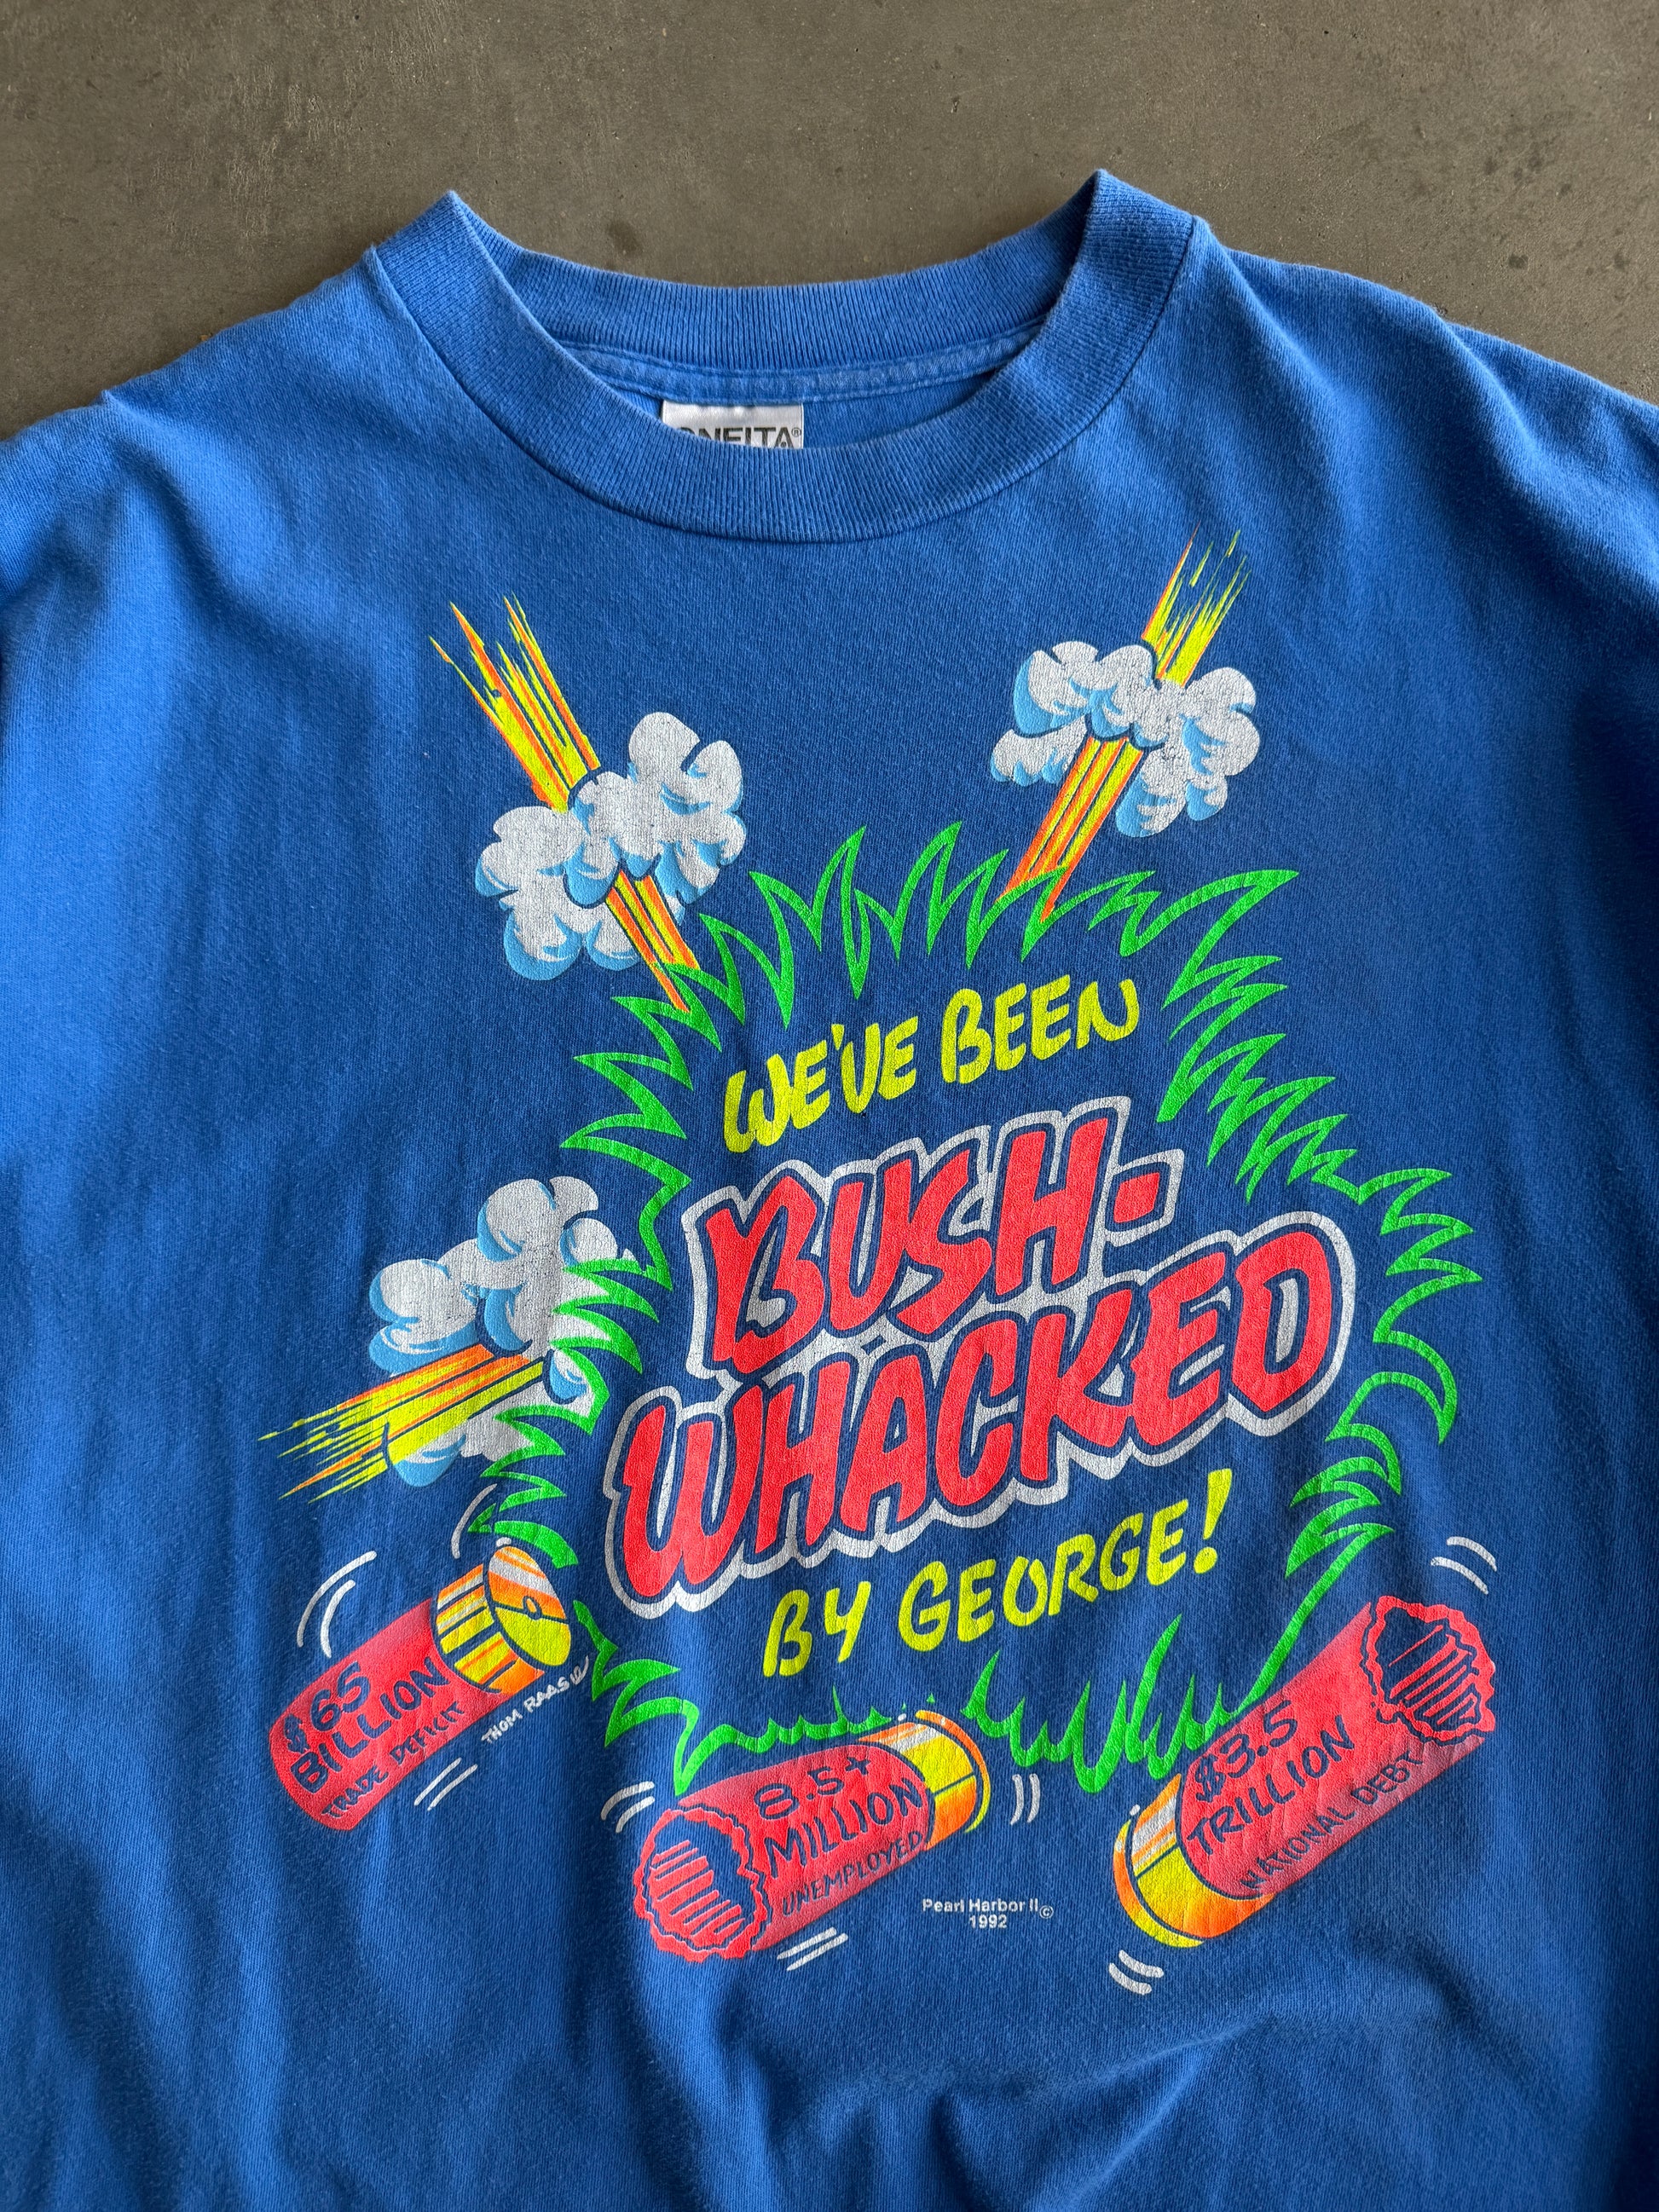 ONEITA®
WE'VE BEEN
BUSH-
WHACKED
BY GEORGE!
$65
BILLION
TRADE DEFICIT
THOM RAASIO
8.5+
MILLION
UNEMPLOYED
$3.5
TRILLION
NATIONAL DEBT
Pearl Harbor II©
1992